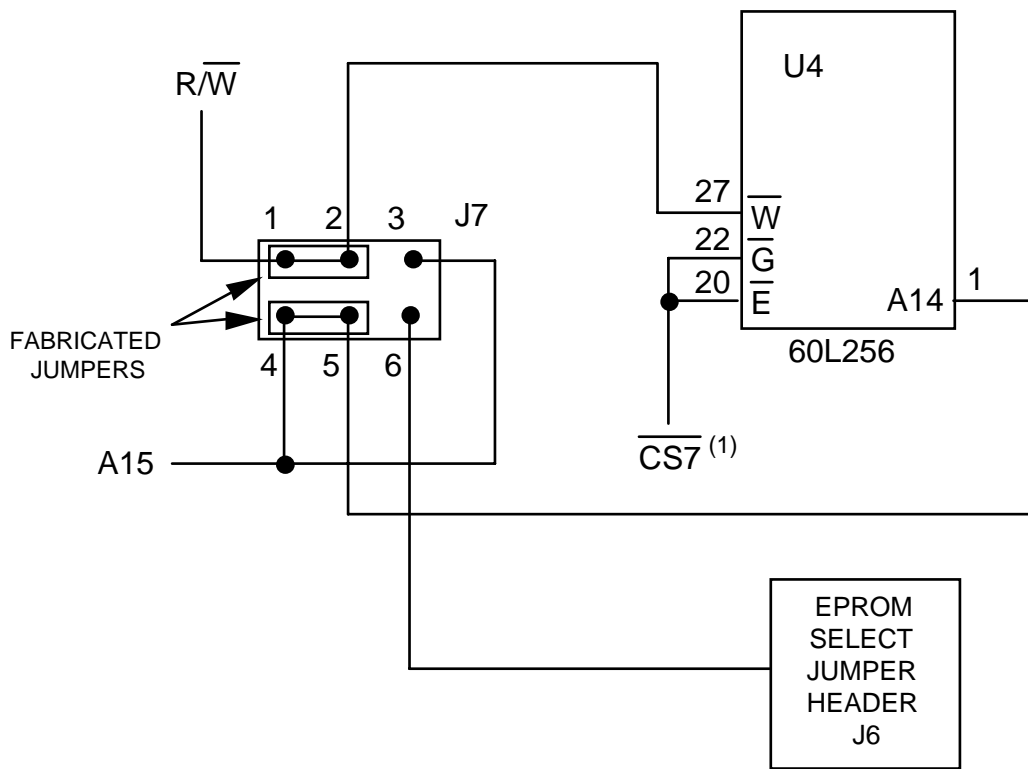 U4
R/W̅
27
W̅
22
G̅
20
E̅
A14
1
60L256
1
2
3
J7
FABRICATED
JUMPERS
4
5
6
A15
C̅S̅7̅ (1)
EPROM
SELECT
JUMPER
HEADER
J6